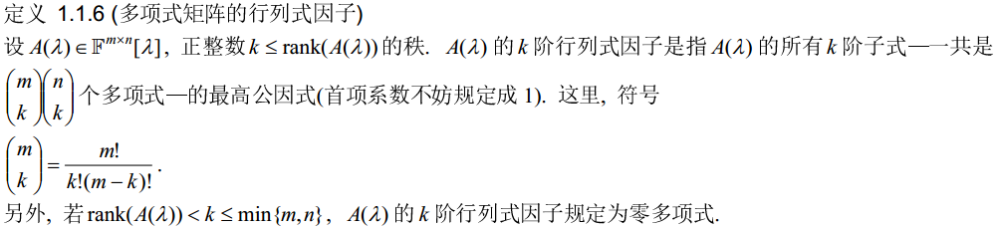 定义 1.1.6 (多项式矩阵的行列式因子)
设 $A(\lambda)\in\mathbb{F}^{m\times n}[\lambda]$, 正整数 $k\le \operatorname{rank}(A(\lambda))$ 的秩. $A(\lambda)$ 的 $k$ 阶行列式因子是指 $A(\lambda)$ 的所有 $k$ 阶子式—一共是
$\binom{m}{k}\binom{n}{k}$ 个多项式—的最高公因式(首项系数不妨规定成 1). 这里, 符号
$\binom{m}{k}=\frac{m!}{k!(m-k)!}.$
另外, 若 $\operatorname{rank}(A(\lambda))<k\le\min\{m,n\}$, $A(\lambda)$ 的 $k$ 阶行列式因子规定为零多项式.